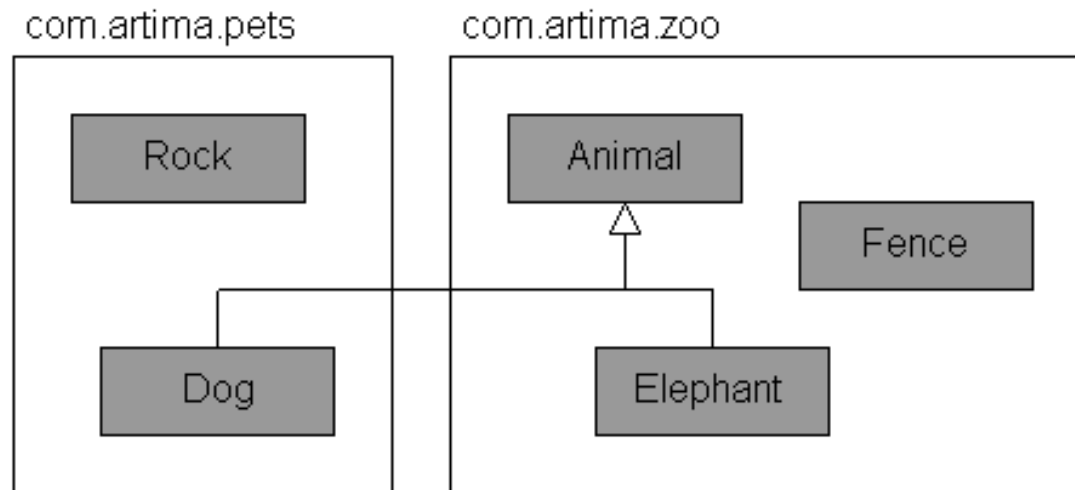 com.artima.pets
com.artima.zoo
Rock
Animal
Fence
Dog
Elephant